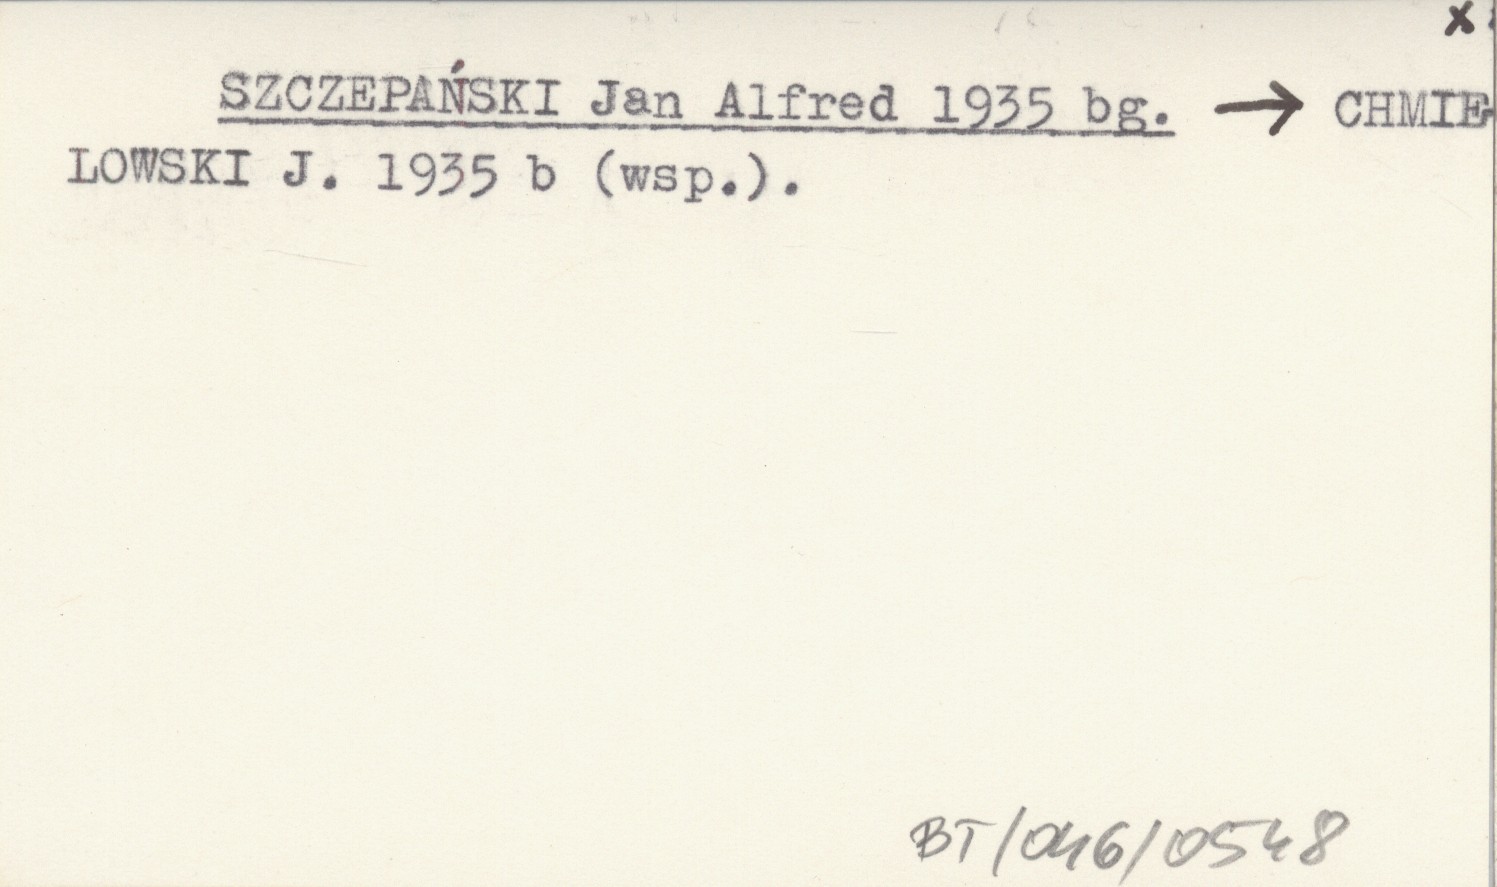 x
SZCZEPAŃSKI Jan Alfred 1935 bg. → CHMIE-
LOWSKI J. 1935 b (wsp.).
BT/046/0548